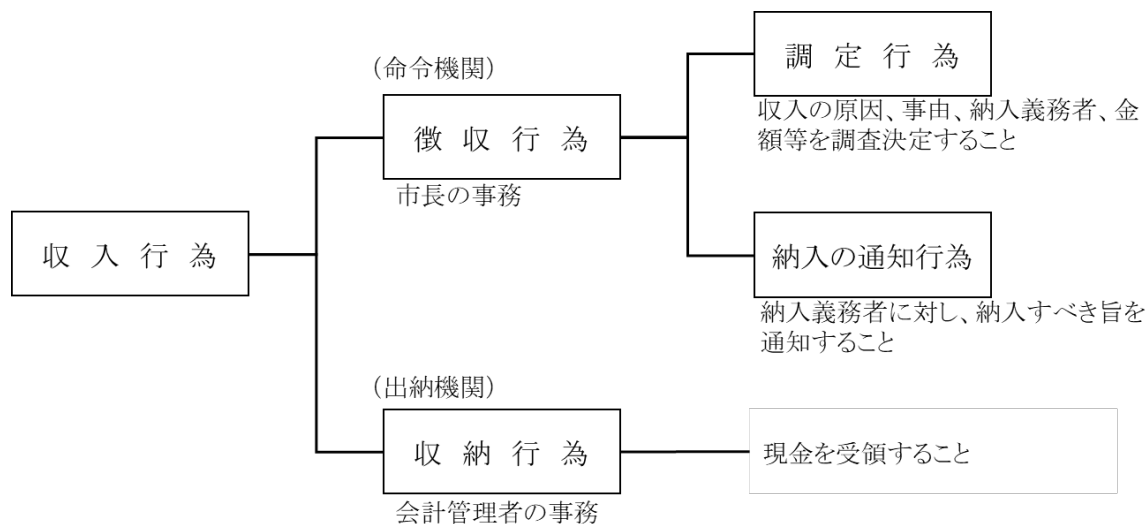 収入行為
(命令機関)
徴収行為
市長の事務
調定行為
収入の原因、事由、納入義務者、金
額等を調査決定すること
納入の通知行為
納入義務者に対し、納入すべき旨を
通知すること
(出納機関)
収納行為
会計管理者の事務
現金を受領すること